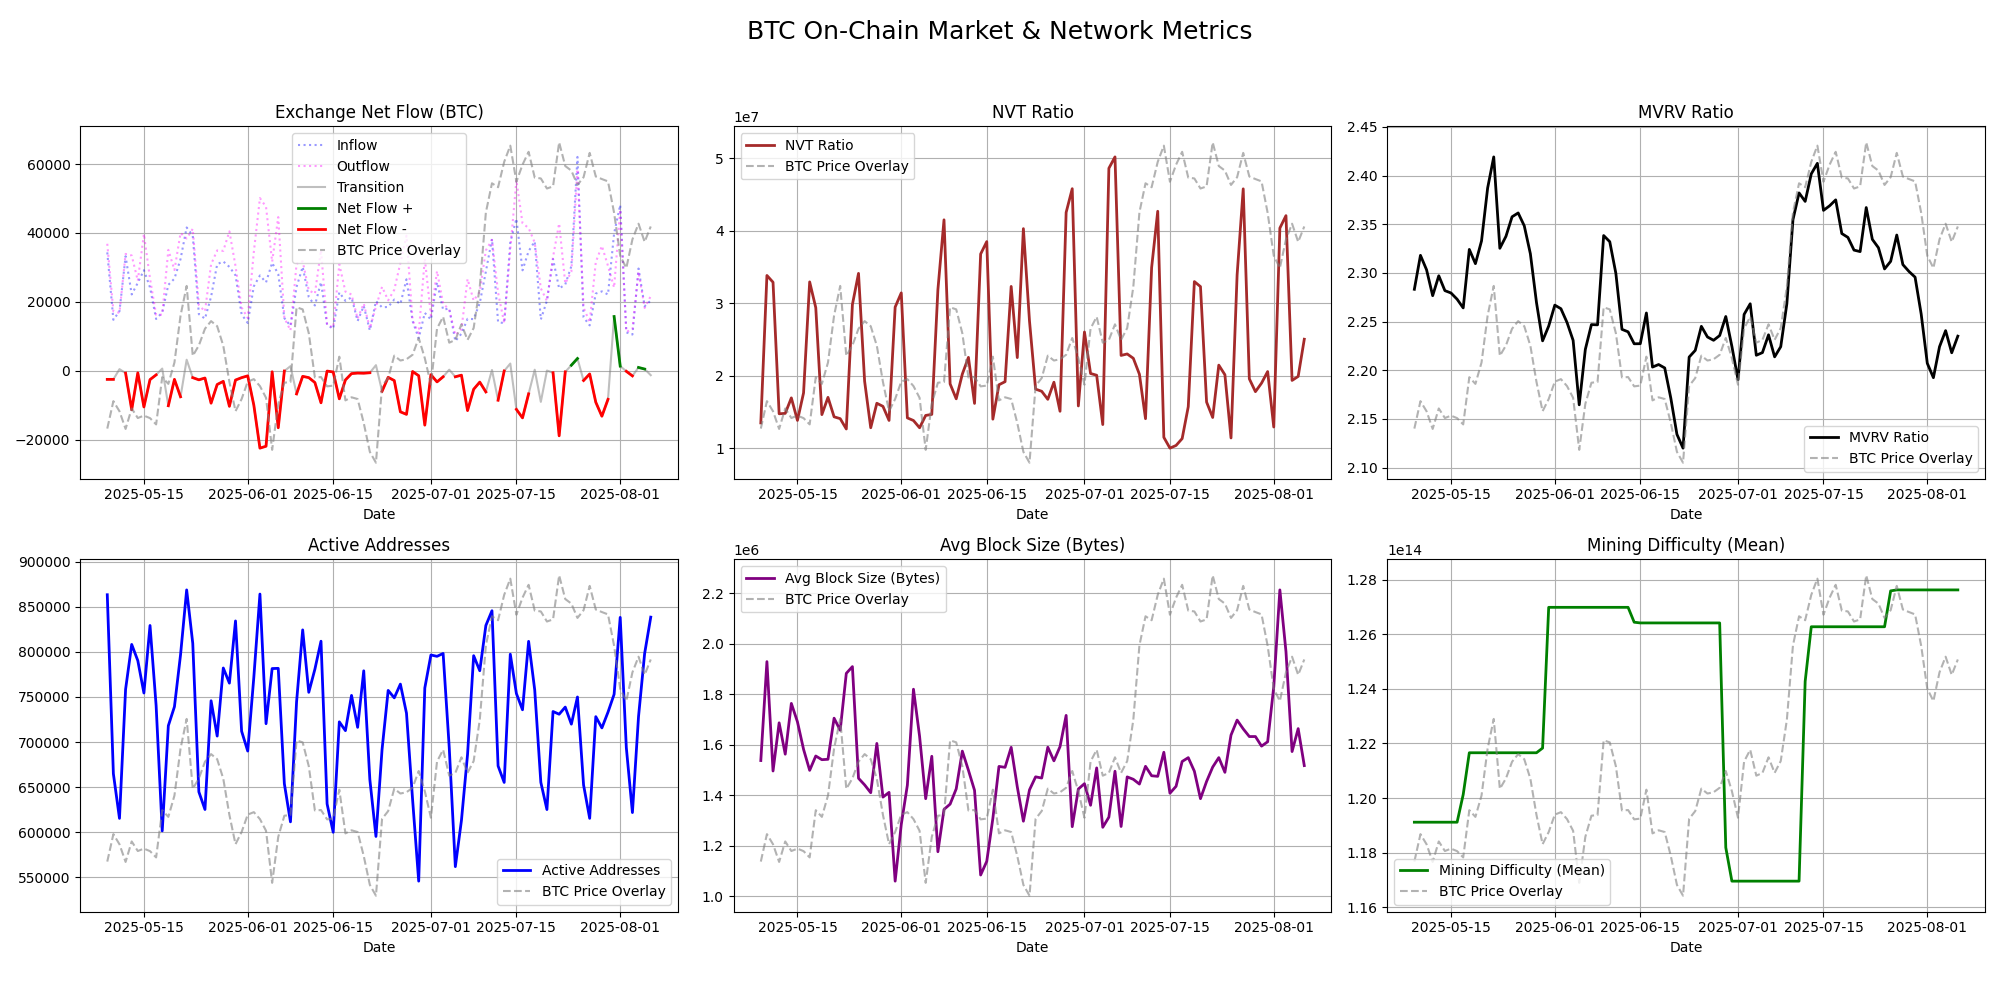 BTC On-Chain Market & Network Metrics
Exchange Net Flow (BTC)
Inflow
Outflow
Transition
Net Flow +
Net Flow -
BTC Price Overlay
60000
40000
20000
0
−20000
2025-05-15
2025-06-01
2025-06-15
2025-07-01
2025-07-15
2025-08-01
Date
NVT Ratio
1e7
NVT Ratio
BTC Price Overlay
5
4
3
2
1
2025-05-15
2025-06-01
2025-06-15
2025-07-01
2025-07-15
2025-08-01
Date
MVRV Ratio
2.45
2.40
2.35
2.30
2.25
2.20
2.15
2.10
MVRV Ratio
BTC Price Overlay
2025-05-15
2025-06-01
2025-06-15
2025-07-01
2025-07-15
2025-08-01
Date
Active Addresses
900000
850000
800000
750000
700000
650000
600000
550000
Active Addresses
BTC Price Overlay
2025-05-15
2025-06-01
2025-06-15
2025-07-01
2025-07-15
2025-08-01
Date
Avg Block Size (Bytes)
1e6
Avg Block Size (Bytes)
BTC Price Overlay
2.2
2.0
1.8
1.6
1.4
1.2
1.0
2025-05-15
2025-06-01
2025-06-15
2025-07-01
2025-07-15
2025-08-01
Date
Mining Difficulty (Mean)
1e14
1.28
1.26
1.24
1.22
1.20
1.18
1.16
Mining Difficulty (Mean)
BTC Price Overlay
2025-05-15
2025-06-01
2025-06-15
2025-07-01
2025-07-15
2025-08-01
Date